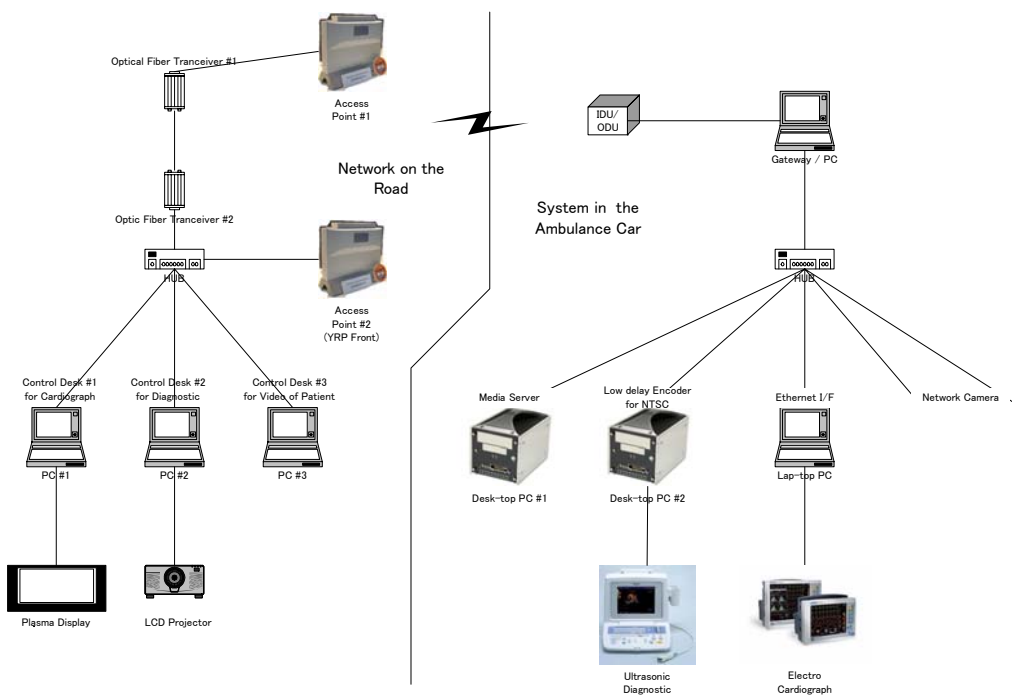 Optical Fiber Tranceiver #1
Access
Point #1
Optic Fiber Tranceiver #2
HUB
Access
Point #2
(YRP Front)
Network on the
Road
Control Desk #1
for Cardiograph
Control Desk #2
for Diagnostic
Control Desk #3
for Video of Patient
PC #1
PC #2
PC #3
Plasma Display
LCD Projector
IDU/
ODU
Gateway / PC
System in the
Ambulance Car
HUB
Media Server
Low delay Encoder
for NTSC
Ethernet I/F
Network Camera
Desk-top PC #1
Desk-top PC #2
Lap-top PC
Ultrasonic
Diagnostic
Electro
Cardiograph